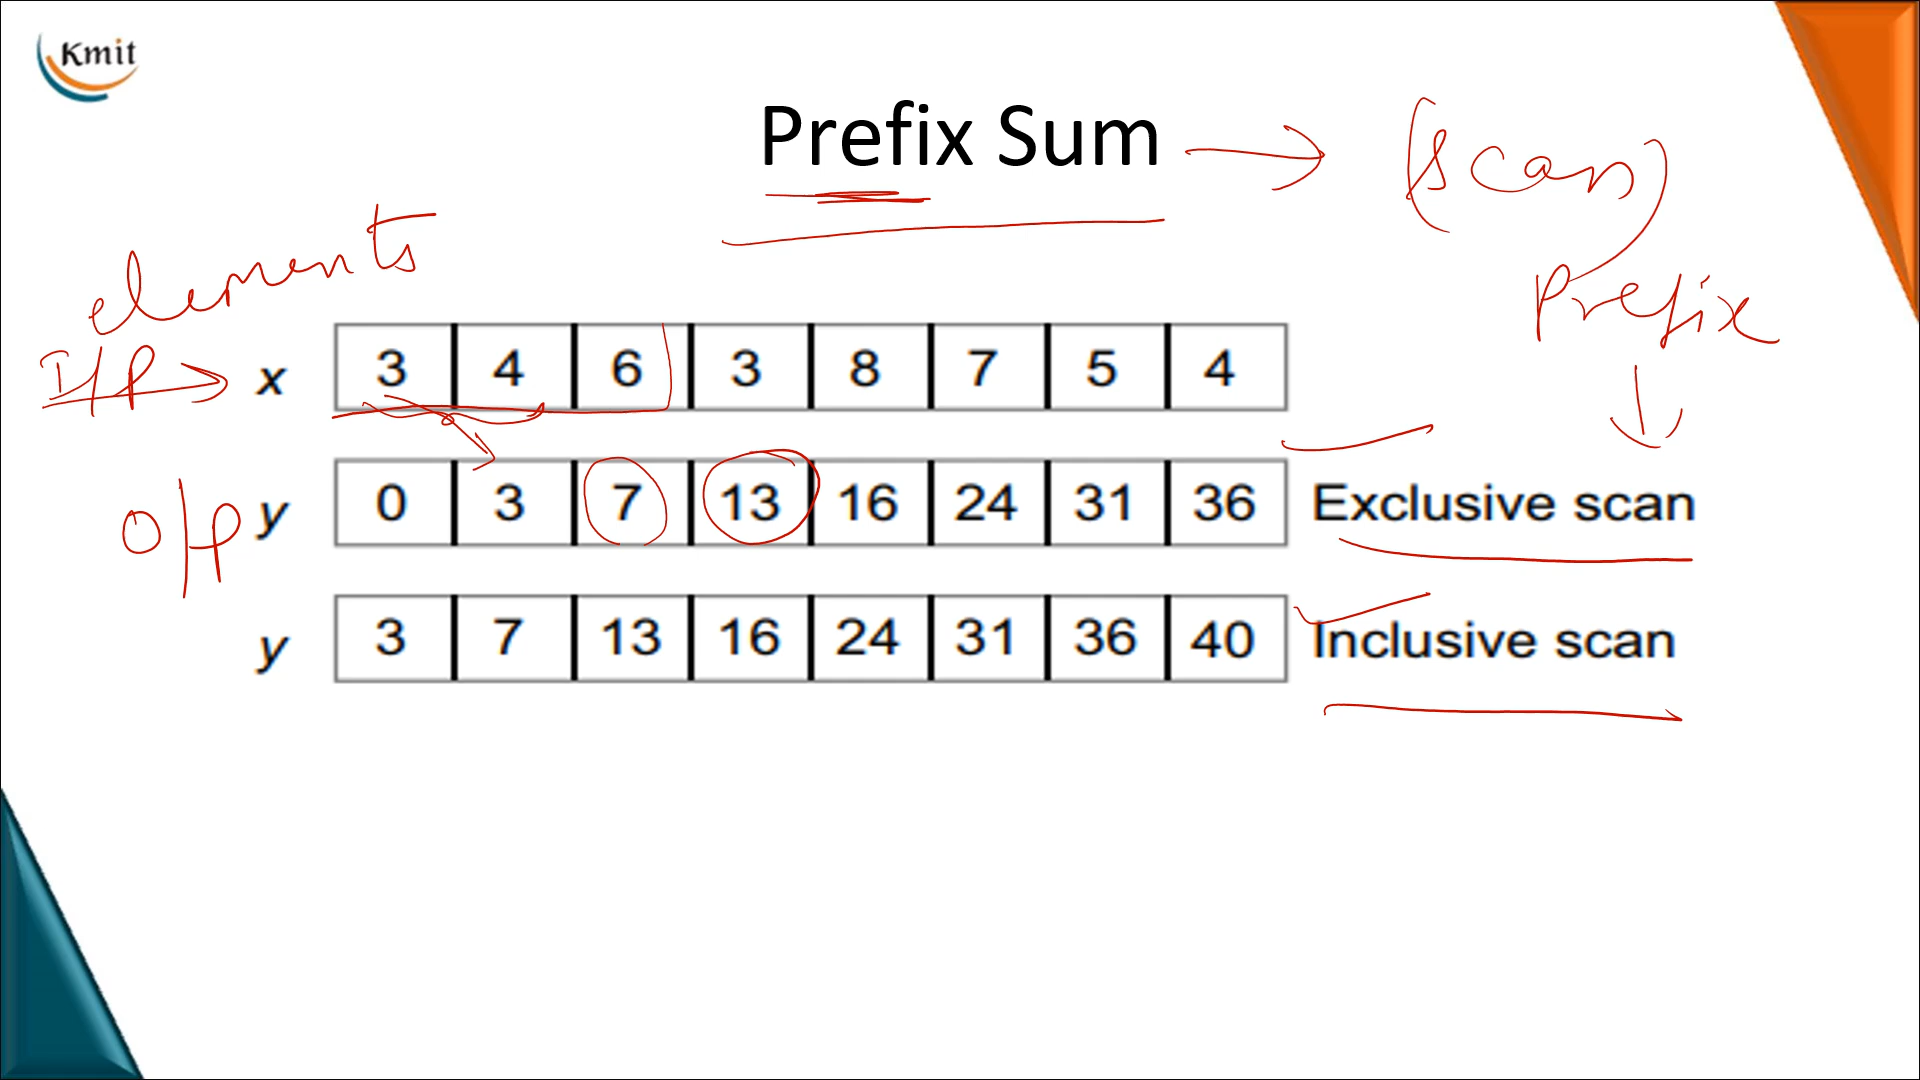 Kmit
Prefix Sum → (scan)
elements
Prefix
I/P → x 3 4 6 3 8 7 5 4
O/P y 0 3 7 13 16 24 31 36 Exclusive scan
y 3 7 13 16 24 31 36 40 Inclusive scan